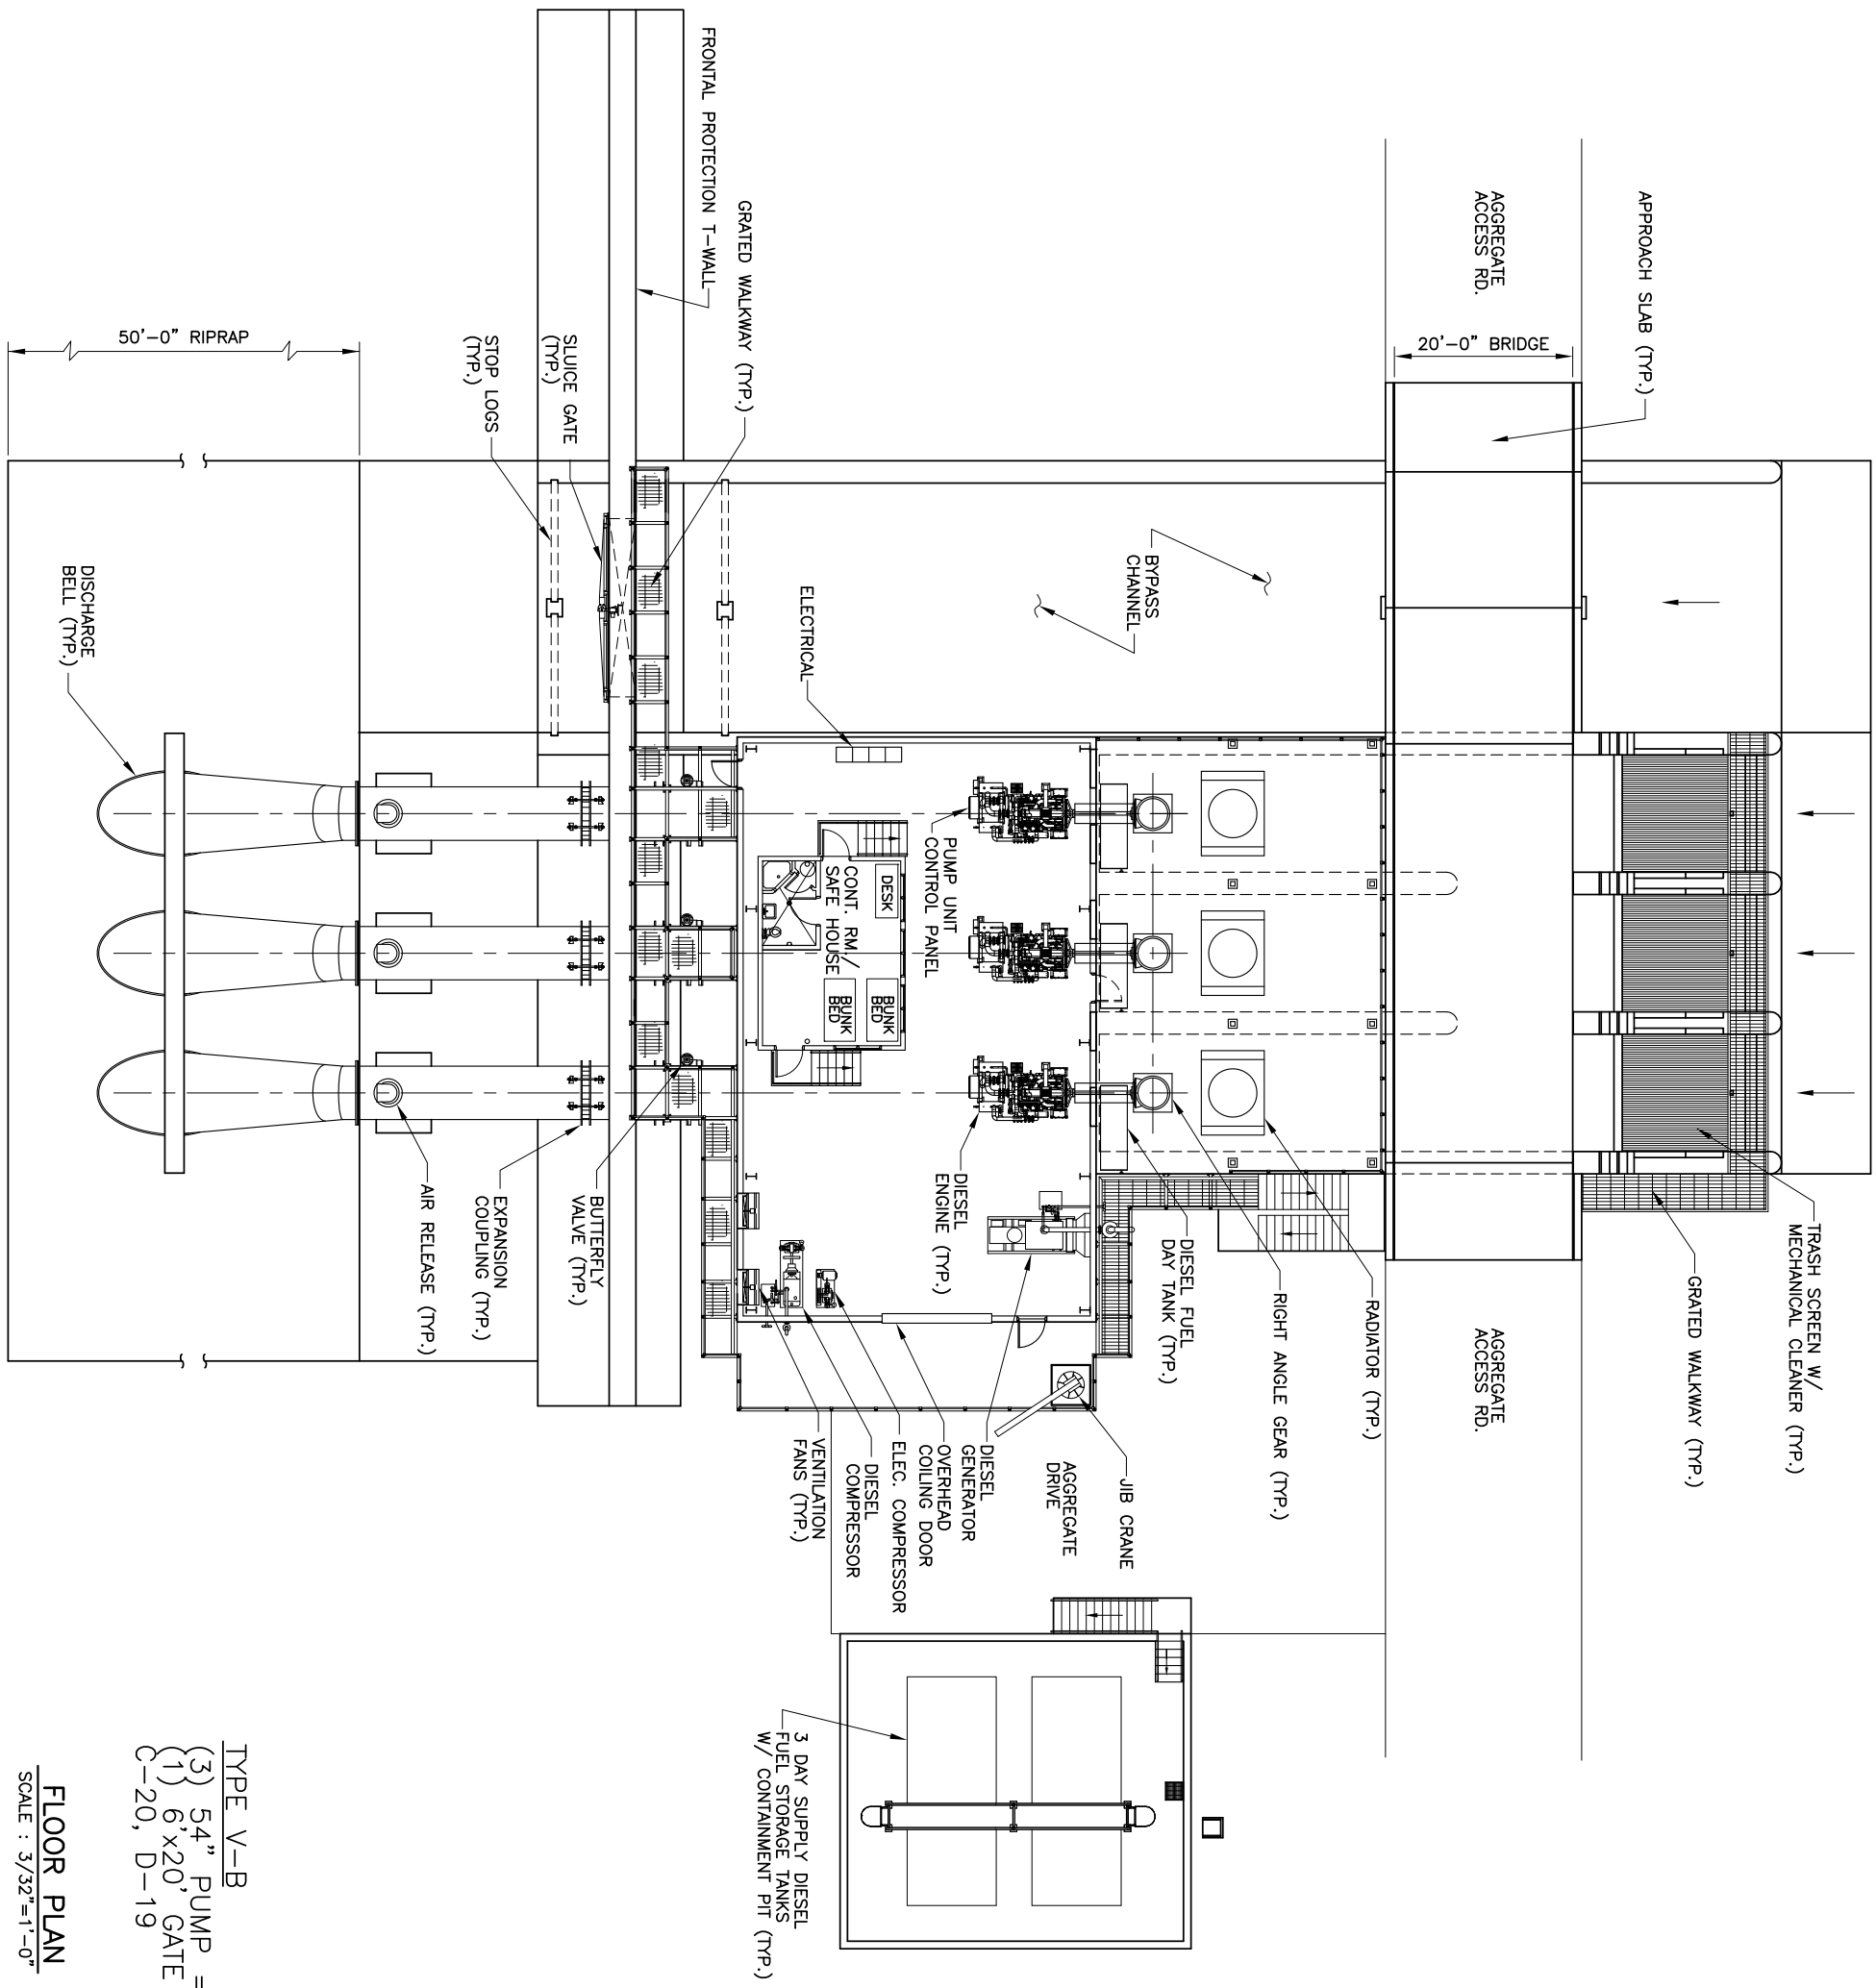 TRASH SCREEN W/
MECHANICAL CLEANER (TYP.)
GRATED WALKWAY (TYP.)
APPROACH SLAB (TYP.)
AGGREGATE
ACCESS RD.
20'-0" BRIDGE
AGGREGATE
ACCESS RD.
RADIATOR (TYP.)
RIGHT ANGLE GEAR (TYP.)
DIESEL FUEL
DAY TANK (TYP.)
JIB CRANE
AGGREGATE
DRIVE
BYPASS
CHANNEL
ELECTRICAL
PUMP UNIT
CONTROL PANEL
DIESEL
ENGINE (TYP.)
DIESEL
GENERATOR
OVERHEAD
COILING DOOR
ELEC. COMPRESSOR
DIESEL
COMPRESSOR
VENTILATION
FANS (TYP.)
DESK
CONT. RM./
SAFE HOUSE
BUNK
BED
BUNK
BED
3 DAY SUPPLY DIESEL
FUEL STORAGE TANKS
W/ CONTAINMENT PIT (TYP.)
GRATED WALKWAY (TYP.)
FRONTAL PROTECTION T-WALL
SLUICE GATE
(TYP.)
STOP LOGS
(TYP.)
BUTTERFLY
VALVE (TYP.)
EXPANSION
COUPLING (TYP.)
AIR RELEASE (TYP.)
50'-0" RIPRAP
DISCHARGE
BELL (TYP.)
TYPE V-B
(3) 54" PUMP =
(1) 6'x20' GATE
C-20, D-19
FLOOR PLAN
SCALE : 3/32"=1'-0"